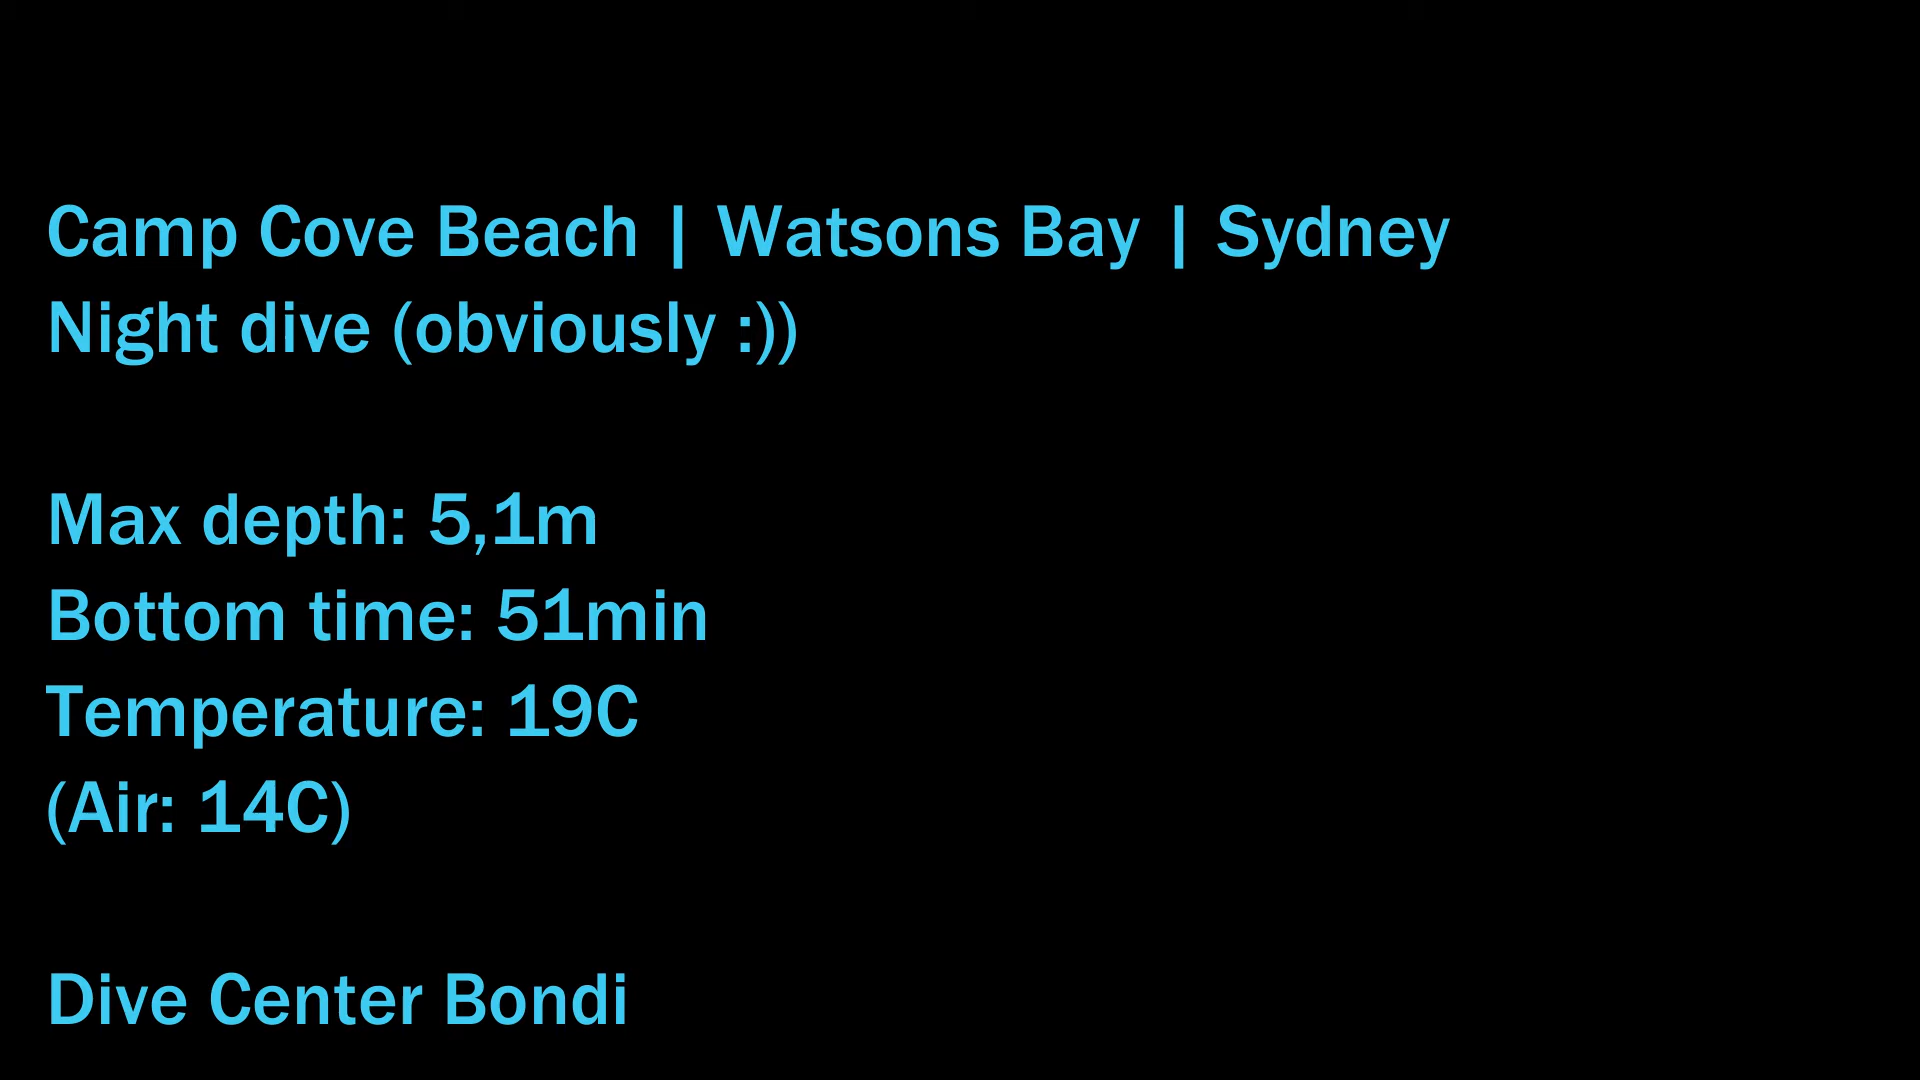 Camp Cove Beach | Watsons Bay | Sydney
Night dive (obviously :))
Max depth: 5,1m
Bottom time: 51min
Temperature: 19C
(Air: 14C)
Dive Center Bondi